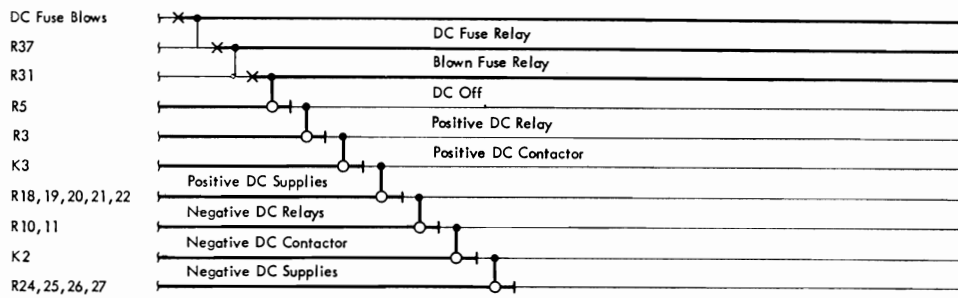 DC Fuse Blows
DC Fuse Relay
R37
Blown Fuse Relay
R31
DC Off
R5
Positive DC Relay
R3
Positive DC Contactor
K3
Positive DC Supplies
R18, 19, 20, 21, 22
Negative DC Relays
R10, 11
Negative DC Contactor
K2
Negative DC Supplies
R24, 25, 26, 27